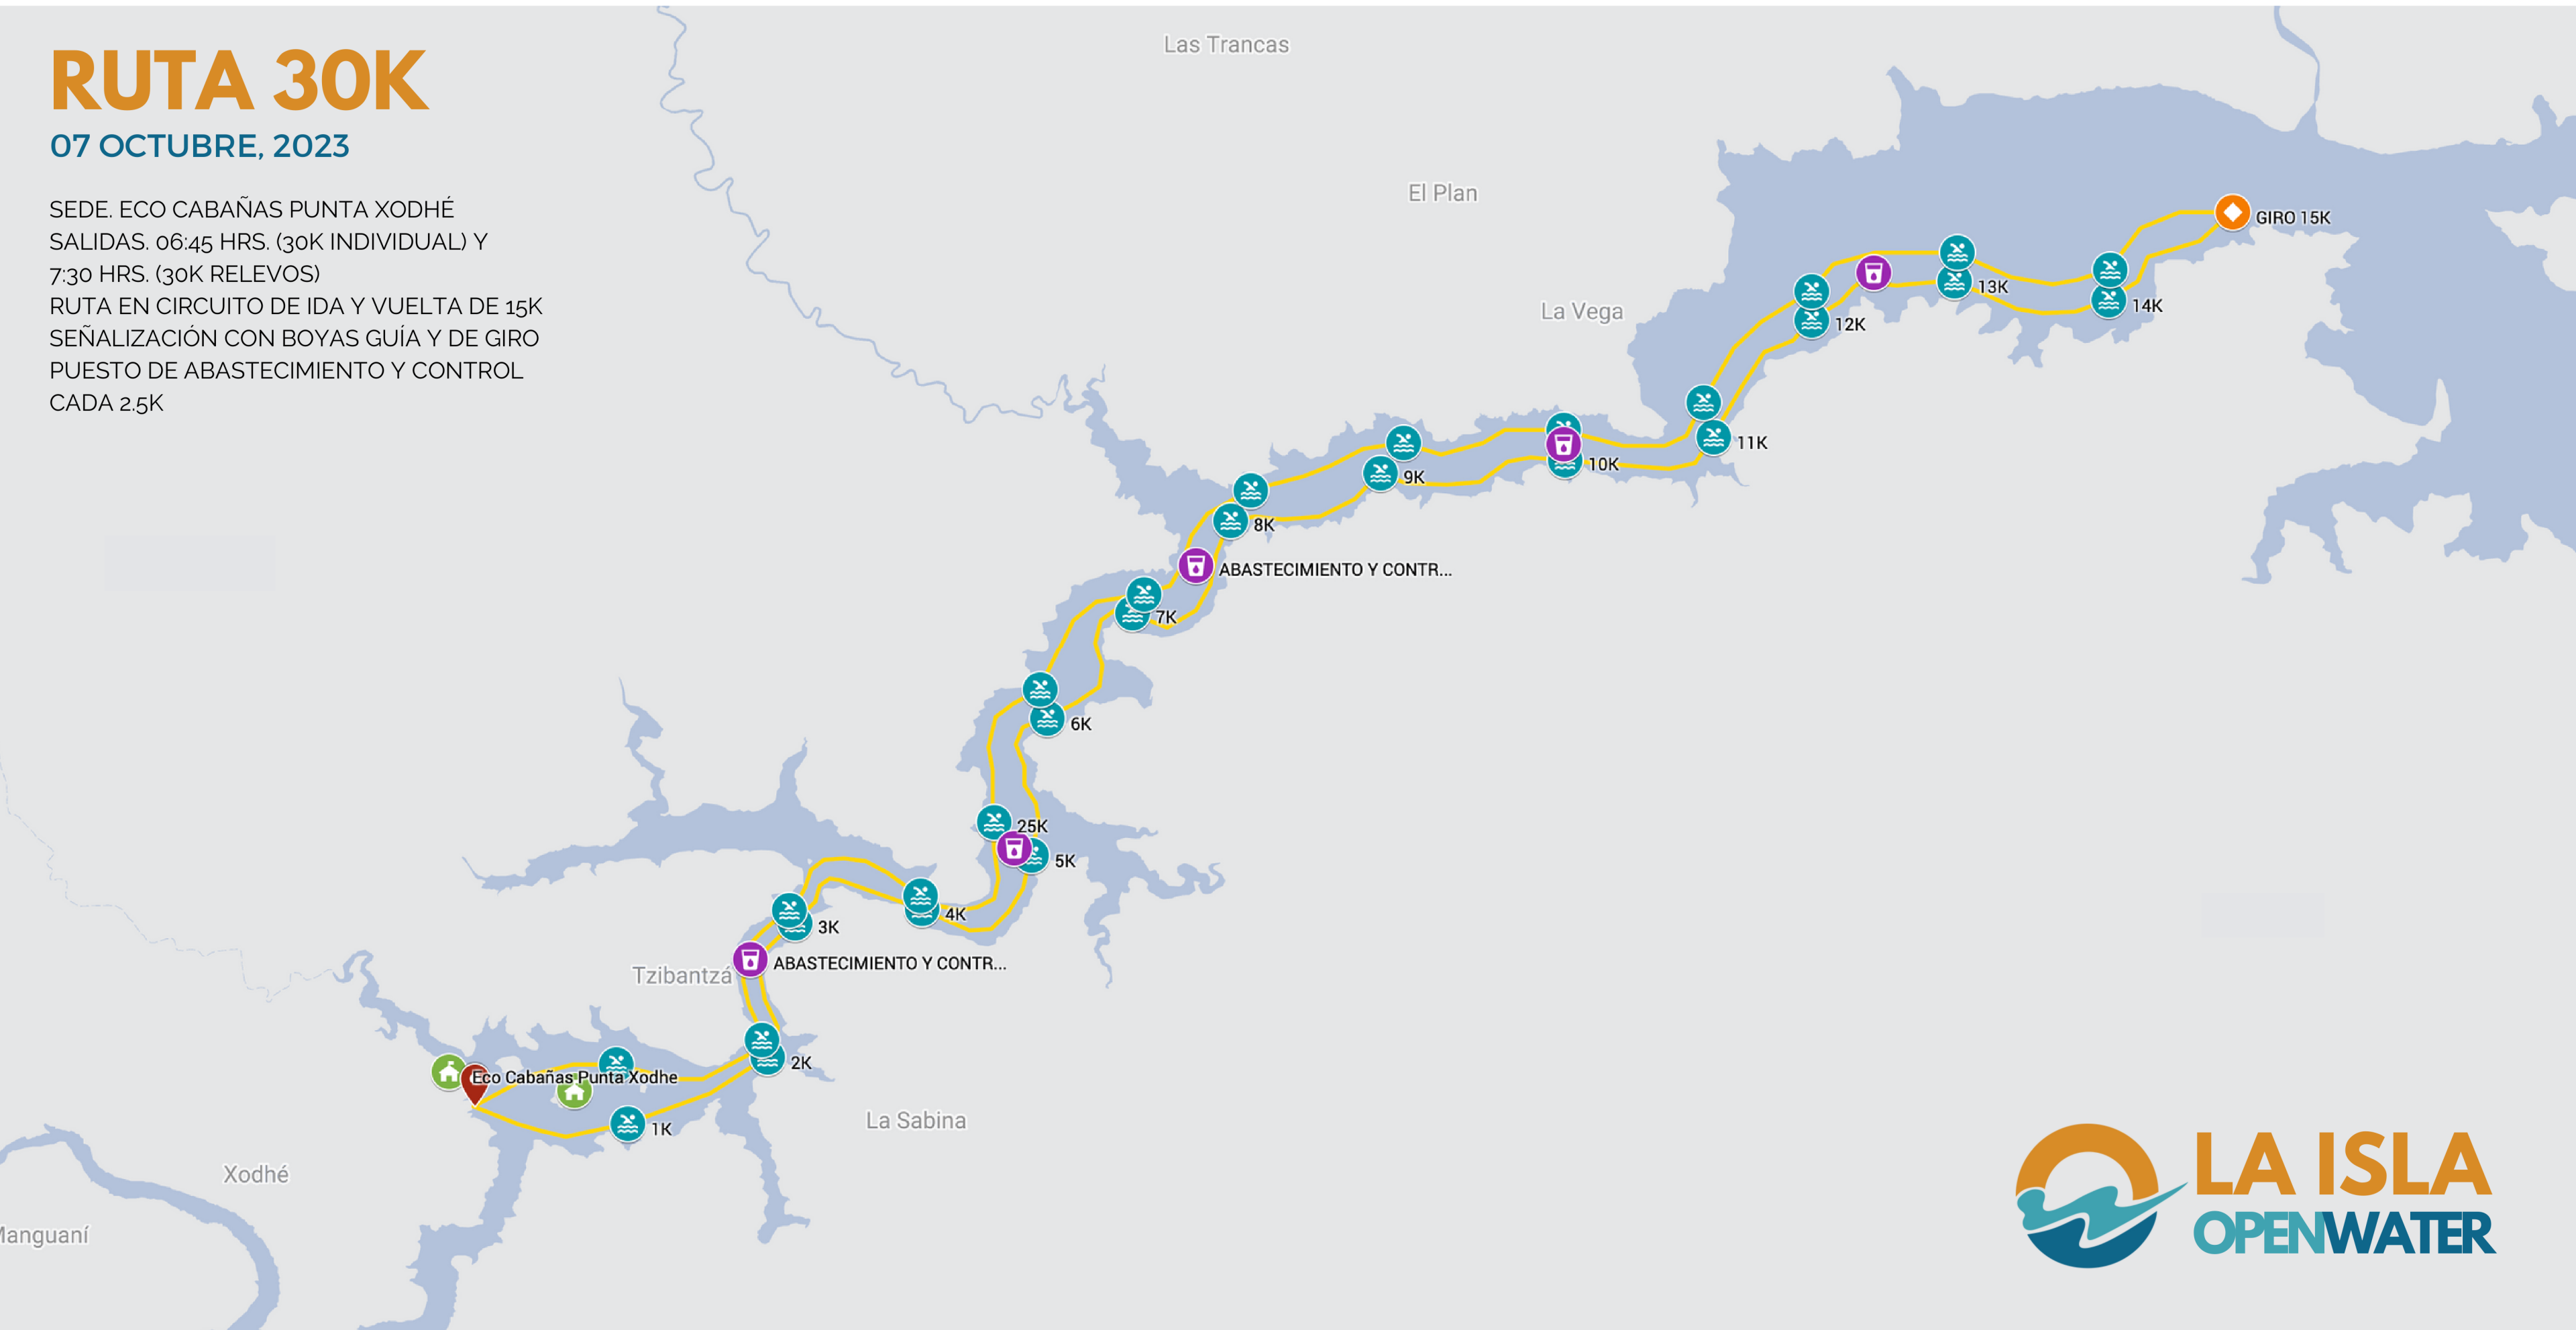 RUTA 30K
07 OCTUBRE, 2023
SEDE. ECO CABAÑAS PUNTA XODHÉ
SALIDAS. 06:45 HRS. (30K INDIVIDUAL) Y
7:30 HRS. (30K RELEVOS)
RUTA EN CIRCUITO DE IDA Y VUELTA DE 15K
SEÑALIZACIÓN CON BOYAS GUÍA Y DE GIRO
PUESTO DE ABASTECIMIENTO Y CONTROL
CADA 2.5K
Las Trancas
El Plan
GIRO 15K
13K
14K
La Vega
12K
11K
10K
9K
8K
ABASTECIMIENTO Y CONTR...
7K
6K
25K
5K
4K
3K
ABASTECIMIENTO Y CONTR...
Tzibantzá
2K
Eco Cabañas Punta Xodhe
1K
La Sabina
Xodhé
Manguaní
LA ISLA
OPENWATER